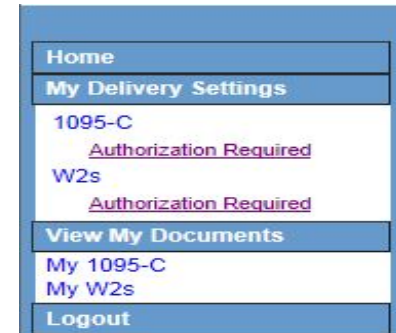 Home
My Delivery Settings
1095-C
Authorization Required
W2s
Authorization Required
View My Documents
My 1095-C
My W2s
Logout